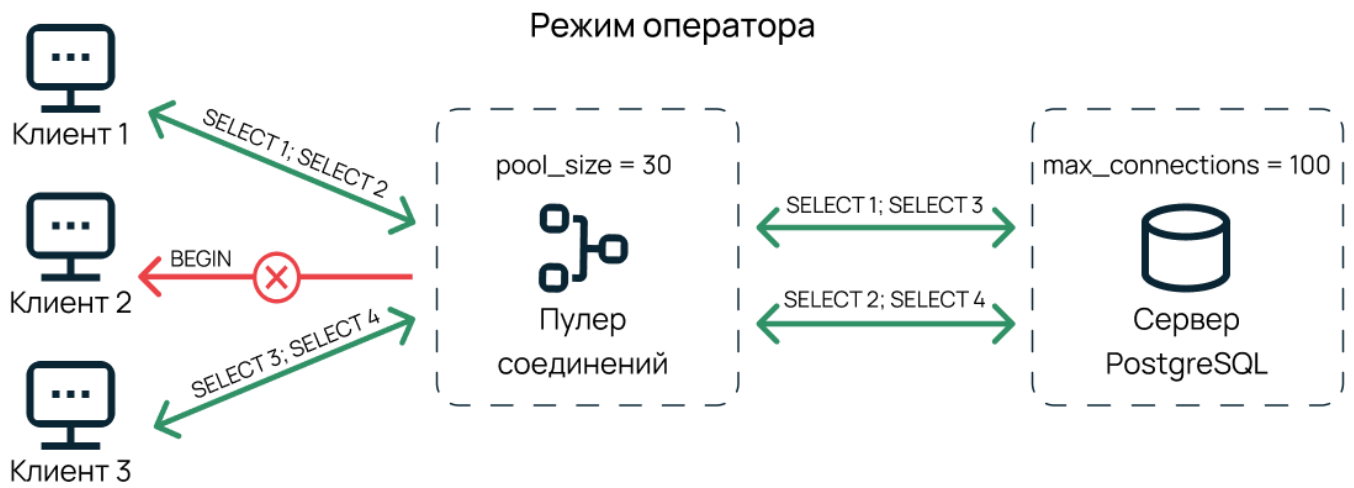 Режим оператора
Клиент 1
SELECT 1; SELECT 2
Клиент 2
BEGIN
Клиент 3
SELECT 3; SELECT 4
pool_size = 30
Пулер
соединений
SELECT 1; SELECT 3
SELECT 2; SELECT 4
max_connections = 100
Сервер
PostgreSQL